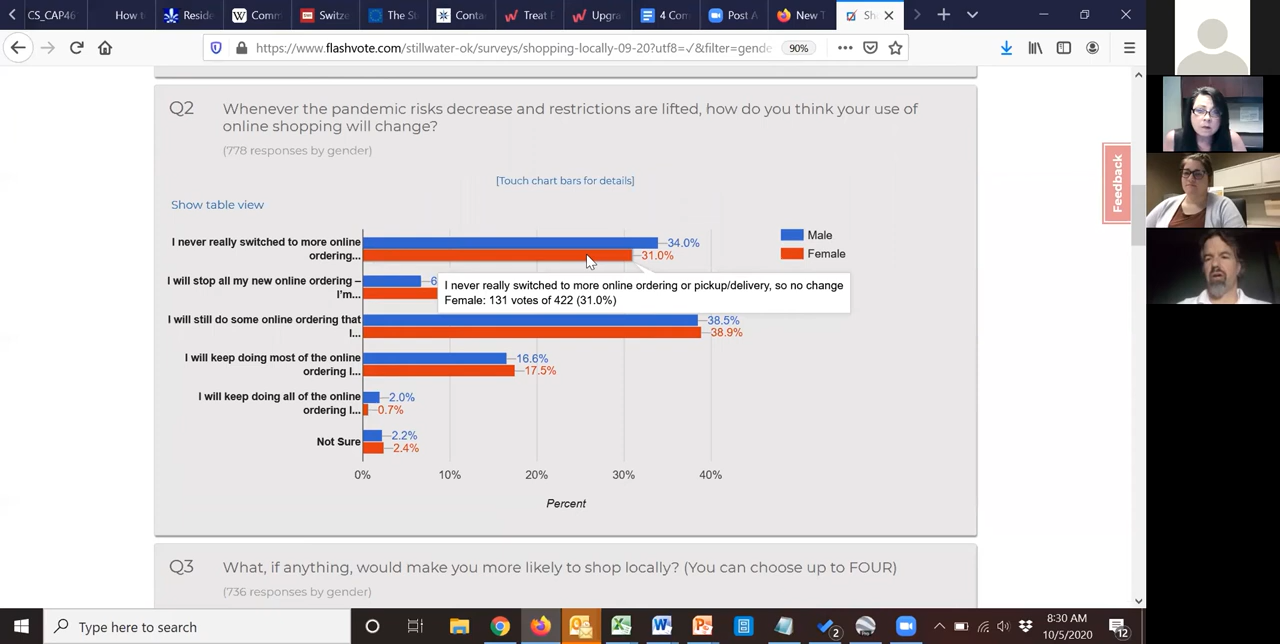 CS_CAP46
How t
Reside
Comm
Switze
The S
Conta
Treat F
Upgra
4 Com
Post A
New T
Sh
https://www.flashvote.com/stillwater-ok/surveys/shopping-locally-09-20?utf8=✓&filter=gende
90%
Q2
Whenever the pandemic risks decrease and restrictions are lifted, how do you think your use of
online shopping will change?
(778 responses by gender)
[Touch chart bars for details]
Show table view
I never really switched to more online
ordering...
34.0%
31.0%
Male
Female
I will stop all my new online ordering –
I'm...
6
I never really switched to more online ordering or pickup/delivery, so no change
Female: 131 votes of 422 (31.0%)
I will still do some online ordering that
I...
38.5%
38.9%
I will keep doing most of the online
ordering I...
16.6%
17.5%
I will keep doing all of the online
ordering I...
2.0%
0.7%
Not Sure
2.2%
2.4%
0%
10%
20%
30%
40%
Percent
Q3
What, if anything, would make you more likely to shop locally? (You can choose up to FOUR)
(736 responses by gender)
Feedback
Type here to search
2
8:30 AM
10/5/2020
12